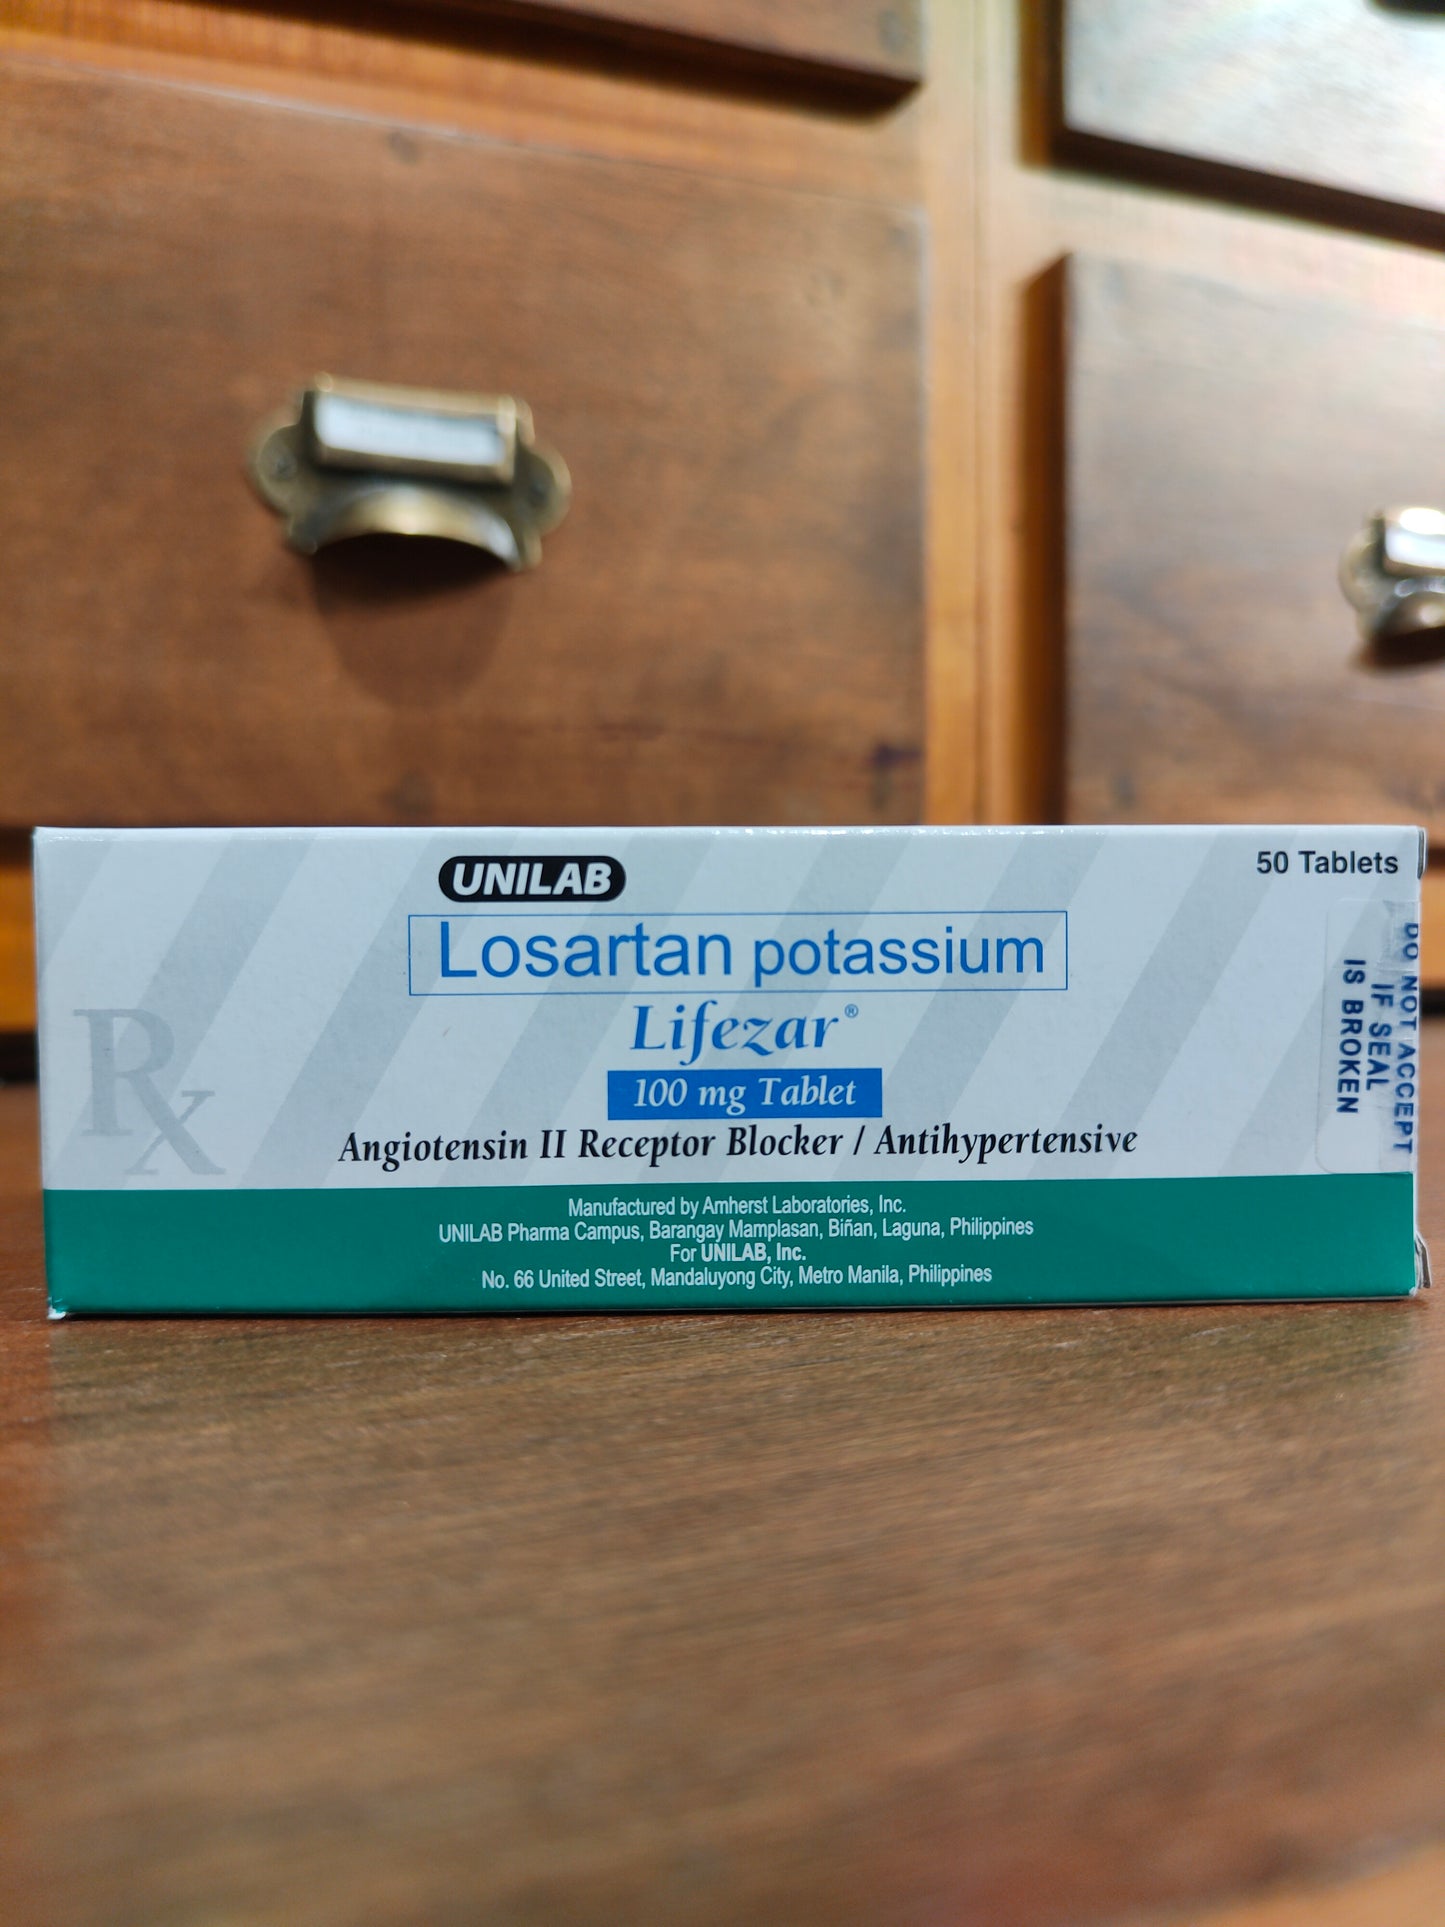 UNILAB
50 Tablets
Losartan potassium
Lifezar®
100 mg Tablet
Angiotensin II Receptor Blocker / Antihypertensive
Rx
Manufactured by Amherst Laboratories, Inc.
UNILAB Pharma Campus, Barangay Mamplasan, Biñan, Laguna, Philippines
For UNILAB, Inc.
No. 66 United Street, Mandaluyong City, Metro Manila, Philippines
DO NOT ACCEPT
IF SEAL
IS BROKEN